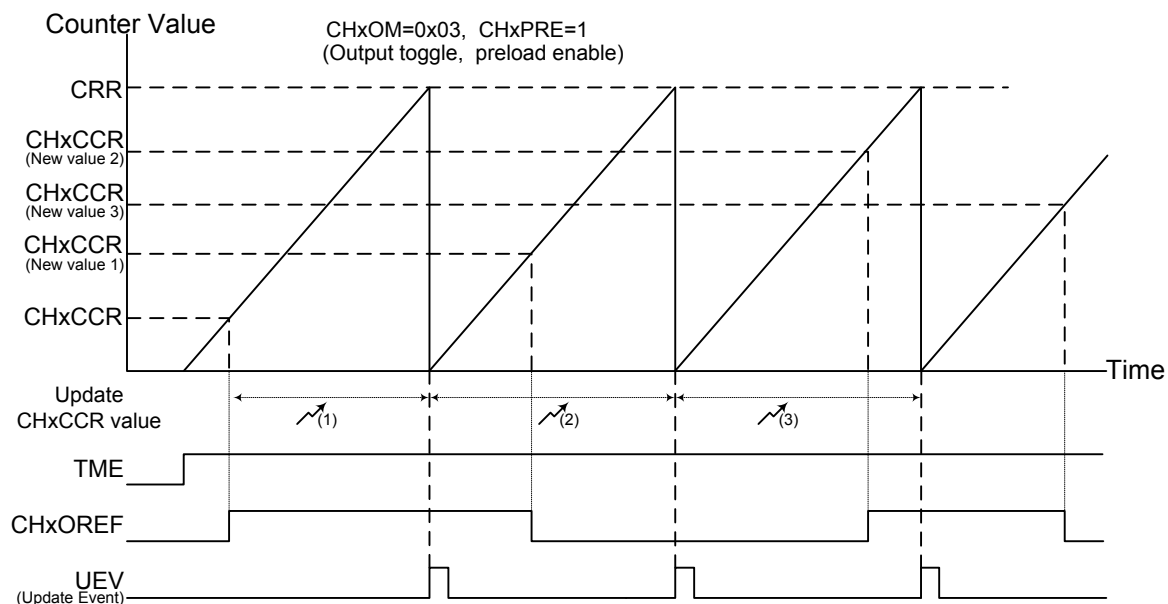 Counter Value
CHxOM=0x03, CHxPRE=1
(Output toggle, preload enable)
CRR
CHxCCR
(New value 2)
CHxCCR
(New value 3)
CHxCCR
(New value 1)
CHxCCR
Time
Update
CHxCCR value
(1)
(2)
(3)
TME
CHxOREF
UEV
(Update Event)